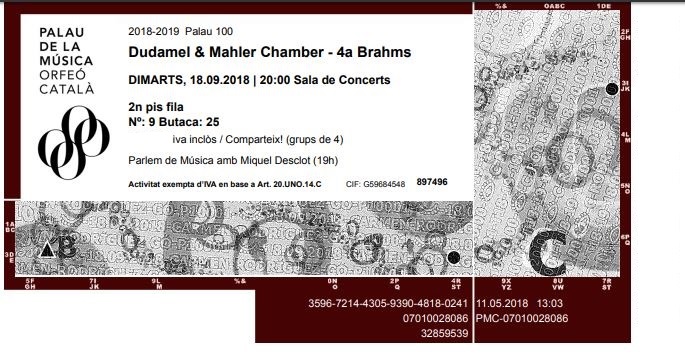 PALAU
DE LA
MÚSICA
ORFEÓ
CATALÀ
2018-2019 Palau 100
Dudamel & Mahler Chamber - 4a Brahms
DIMARTS, 18.09.2018 | 20:00 Sala de Concerts
2n pis fila
Nº: 9 Butaca: 25
iva inclòs / Comparteix! (grups de 4)
Parlem de Música amb Miquel Desclot (19h)
Activitat exempta d'IVA en base a Art. 20.UNO.14.C CIF: G59684548 897496
%& 0ABC 1DE
2F
GH
3I
JK
4L
M
5N
O
6P
Q
1A
BC
3D
E
B
C
5F
GH
7I
JK
9L
M
%&
0N
O
2P
Q
4R
ST
9X
YZ
8U
VW
7R
ST
3596-7214-4305-9390-4818-0241 11.05.2018 13:03
07010028086 PMC-07010028086
32859539